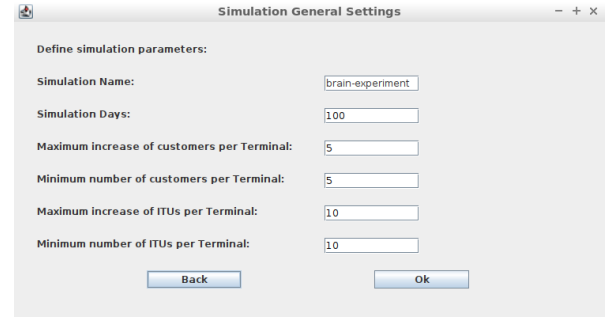 Simulation General Settings
Define simulation parameters:
Simulation Name: brain-experiment
Simulation Days: 100
Maximum increase of customers per Terminal: 5
Minimum number of customers per Terminal: 5
Maximum increase of ITUs per Terminal: 10
Minimum number of ITUs per Terminal: 10
Back Ok